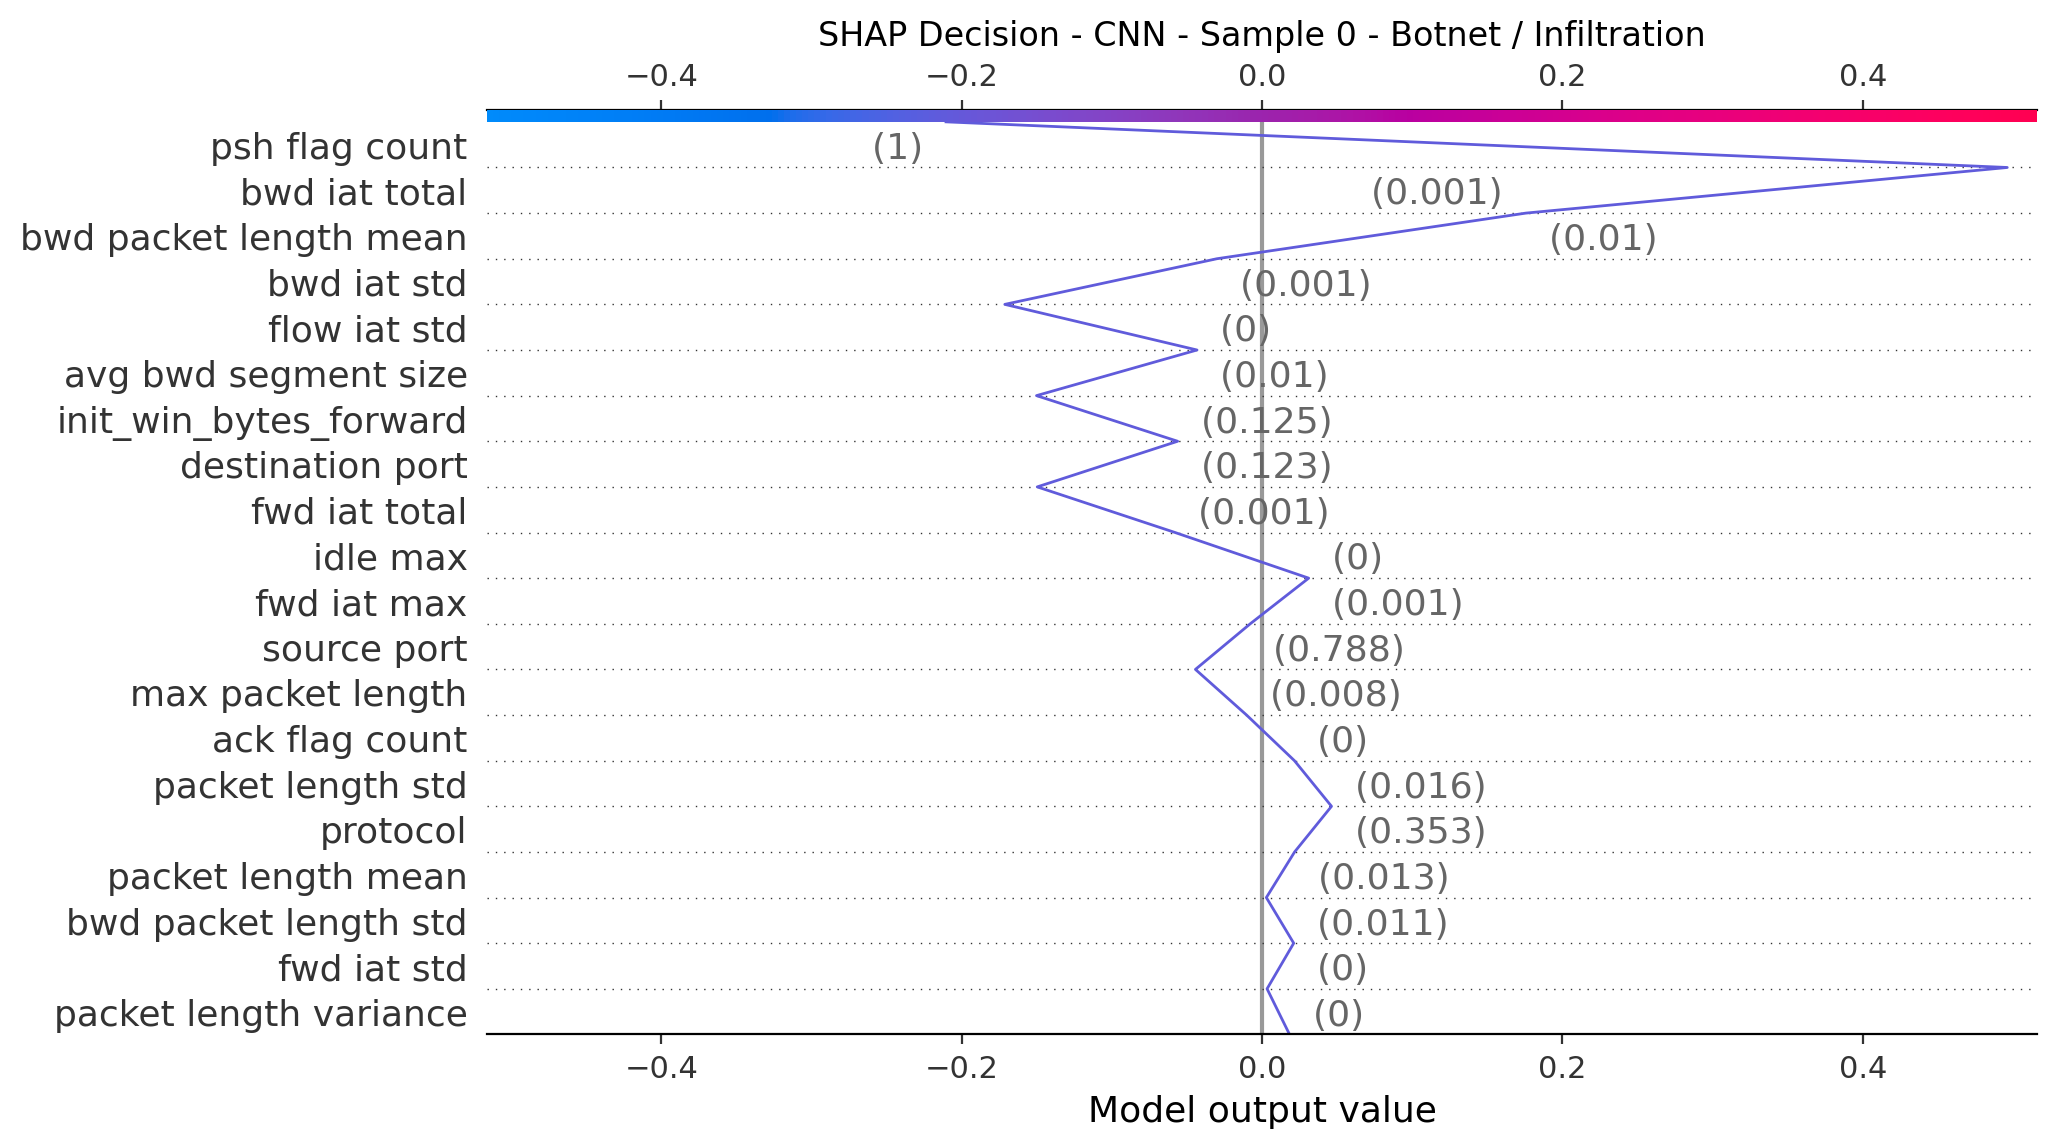 SHAP Decision - CNN - Sample 0 - Botnet / Infiltration
−0.4 −0.2 0.0 0.2 0.4
psh flag count (1)
bwd iat total (0.001)
bwd packet length mean (0.01)
bwd iat std (0.001)
flow iat std (0)
avg bwd segment size (0.01)
init_win_bytes_forward (0.125)
destination port (0.123)
fwd iat total (0.001)
idle max (0)
fwd iat max (0.001)
source port (0.788)
max packet length (0.008)
ack flag count (0)
packet length std (0.016)
protocol (0.353)
packet length mean (0.013)
bwd packet length std (0.011)
fwd iat std (0)
packet length variance (0)
−0.4 −0.2 0.0 0.2 0.4
Model output value